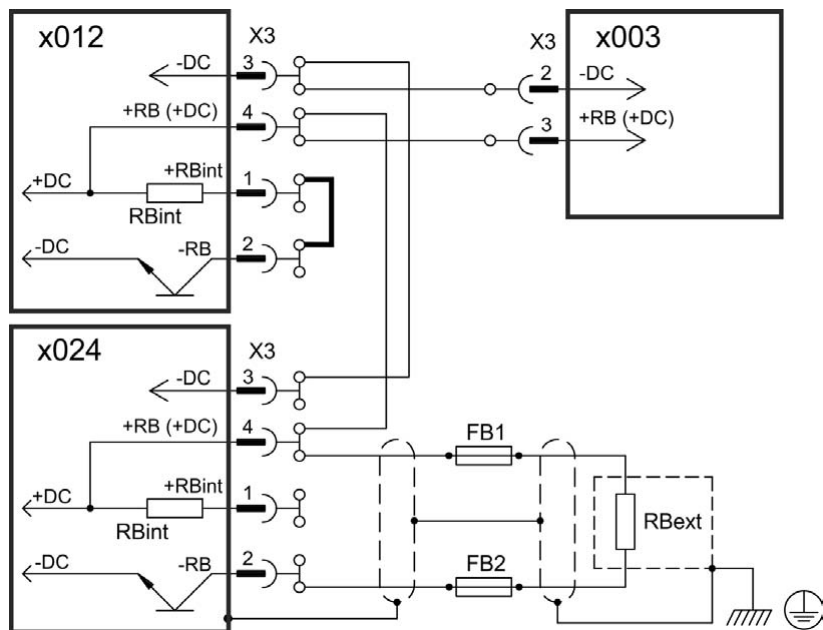 x012
X3
-DC
3
+RB (+DC)
4
+DC
+RBint
1
RBint
-DC
-RB
2
X3
x003
2
-DC
3
+RB (+DC)
x024
X3
-DC
3
+RB (+DC)
4
+DC
+RBint
1
RBint
-DC
-RB
2
FB1
FB2
RBext